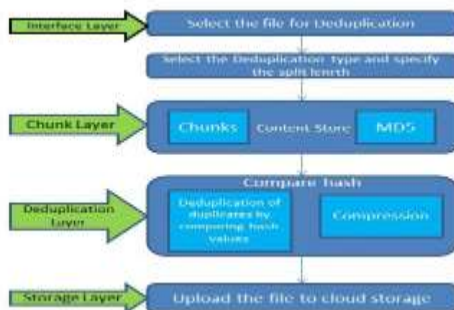 Interface Layer
Select the file for Deduplication
Select the Deduplication type and specify
the split length
Chunk Layer
Chunks
Content Store
MD5
Compare hash
Deduplication
Layer
Deduplication of
duplicates by
comparing hash
values
Compression
Storage Layer
Upload the file to cloud storage